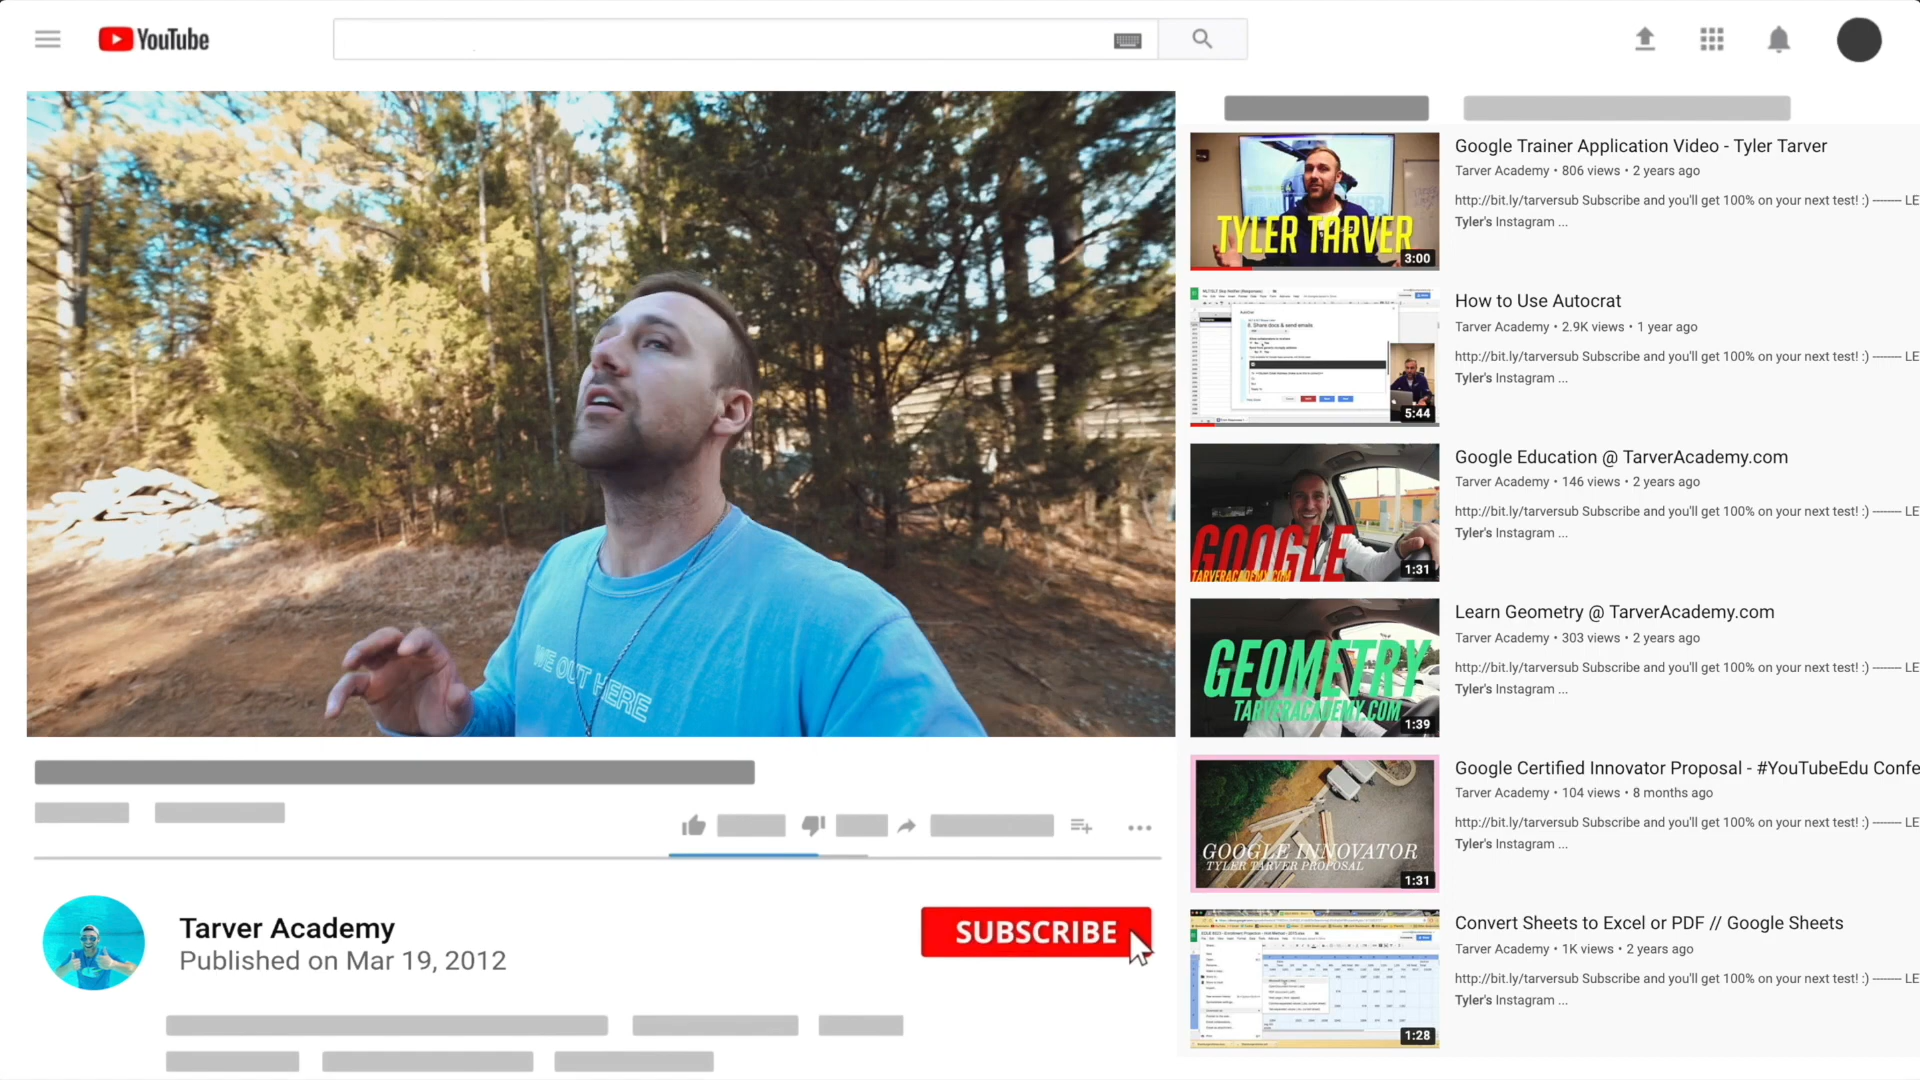 YouTube
WE OUT HERE
Tarver Academy
Published on Mar 19, 2012
SUBSCRIBE
TYLER TARVER
3:00
Google Trainer Application Video - Tyler Tarver
Tarver Academy • 806 views • 2 years ago
http://bit.ly/tarversub Subscribe and you'll get 100% on your next test! :) -------- LE
Tyler's Instagram ...
8. Share docs & send emails
5:44
How to Use Autocrat
Tarver Academy • 2.9K views • 1 year ago
http://bit.ly/tarversub Subscribe and you'll get 100% on your next test! :) -------- LE
Tyler's Instagram ...
GOOGLE
TARVERACADEMY.COM
1:31
Google Education @ TarverAcademy.com
Tarver Academy • 146 views • 2 years ago
http://bit.ly/tarversub Subscribe and you'll get 100% on your next test! :) -------- LE
Tyler's Instagram ...
GEOMETRY
TARVERACADEMY.COM
1:39
Learn Geometry @ TarverAcademy.com
Tarver Academy • 303 views • 2 years ago
http://bit.ly/tarversub Subscribe and you'll get 100% on your next test! :) -------- LE
Tyler's Instagram ...
GOOGLE INNOVATOR
TYLER TARVER PROPOSAL
1:31
Google Certified Innovator Proposal - #YouTubeEdu Confe
Tarver Academy • 104 views • 8 months ago
http://bit.ly/tarversub Subscribe and you'll get 100% on your next test! :) -------- LE
Tyler's Instagram ...
1:28
Convert Sheets to Excel or PDF // Google Sheets
Tarver Academy • 1K views • 2 years ago
http://bit.ly/tarversub Subscribe and you'll get 100% on your next test! :) -------- LE
Tyler's Instagram ...